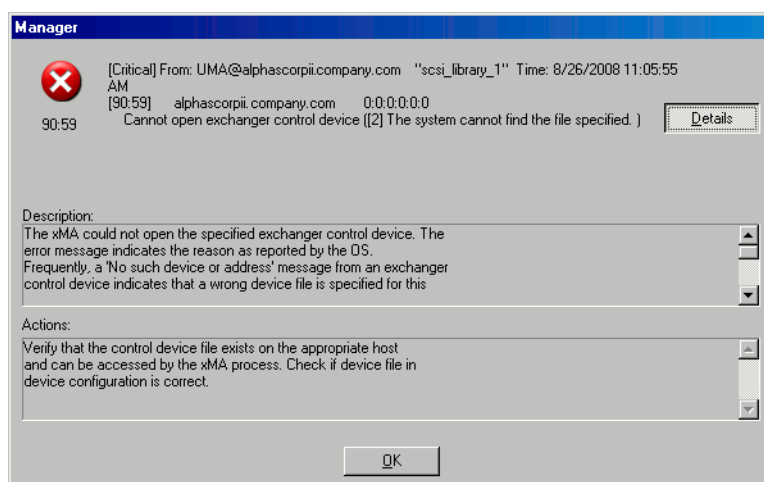 Manager
[Critical] From: UMA@alphascorpii.company.com "scsi_library_1" Time: 8/26/2008 11:05:55
AM
[90:59] alphascorpii.company.com 0:0:0:0:0:0
90:59
Cannot open exchanger control device ([2] The system cannot find the file specified. )
Details
Description:
The xMA could not open the specified exchanger control device. The
error message indicates the reason as reported by the OS.
Frequently, a 'No such device or address' message from an exchanger
control device indicates that a wrong device file is specified for this
Actions:
Verify that the control device file exists on the appropriate host
and can be accessed by the xMA process. Check if device file in
device configuration is correct.
OK